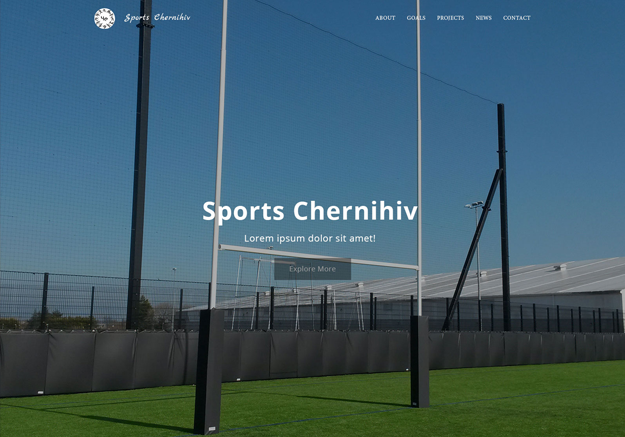 Sports Chernihiv
ABOUT GOALS PROJECTS NEWS CONTACT
Sports Chernihiv
Lorem ipsum dolor sit amet!
Explore More